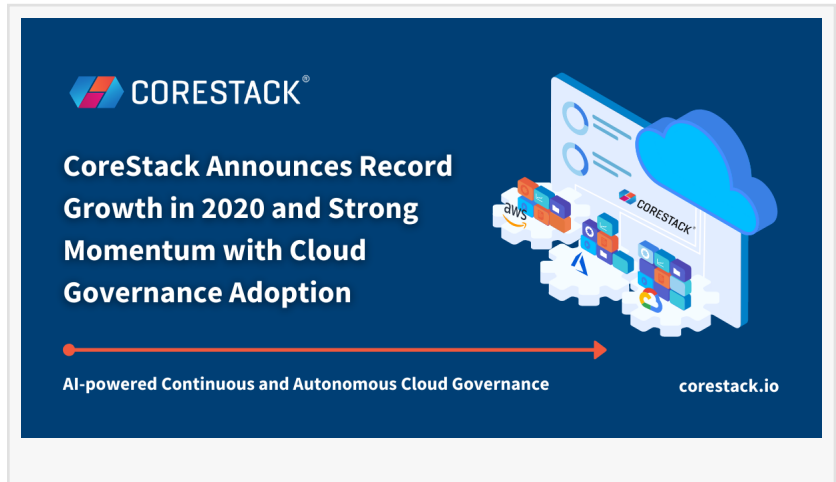 CORESTACK®
CoreStack Announces Record
Growth in 2020 and Strong
Momentum with Cloud
Governance Adoption
aws
CORESTACK®
AI-powered Continuous and Autonomous Cloud Governance
corestack.io